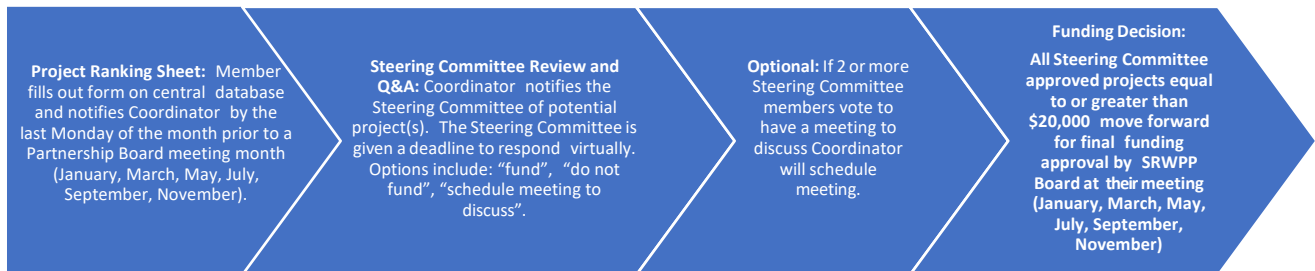 Project Ranking Sheet: Member
fills out form on central database
and notifies Coordinator by the
last Monday of the month prior to a
Partnership Board meeting month
(January, March, May, July,
September, November).
Steering Committee Review and
Q&A: Coordinator notifies the
Steering Committee of potential
project(s). The Steering Committee is
given a deadline to respond virtually.
Options include: “fund”, “do not
fund”, “schedule meeting to
discuss”.
Optional: If 2 or more
Steering Committee
members vote to
have a meeting to
discuss Coordinator
will schedule
meeting.
Funding Decision:
All Steering Committee
approved projects equal
to or greater than
$20,000 move forward
for final funding
approval by SRWPP
Board at their meeting
(January, March, May,
July, September,
November)